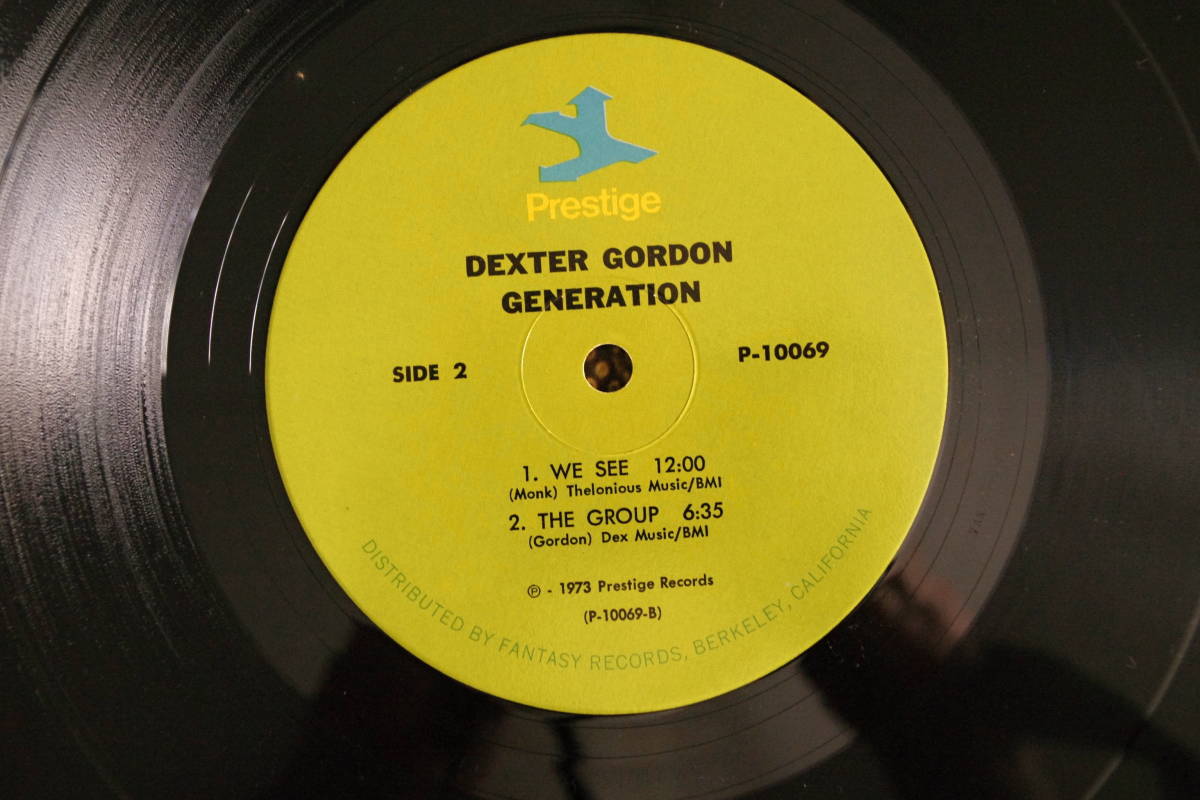 Prestige
DEXTER GORDON
GENERATION
SIDE 2
P-10069
1. WE SEE 12:00
(Monk) Thelonious Music/BMI
2. THE GROUP 6:35
(Gordon) Dex Music/BMI
℗ - 1973 Prestige Records
(P-10069-B)
DISTRIBUTED BY FANTASY RECORDS, BERKELEY, CALIFORNIA